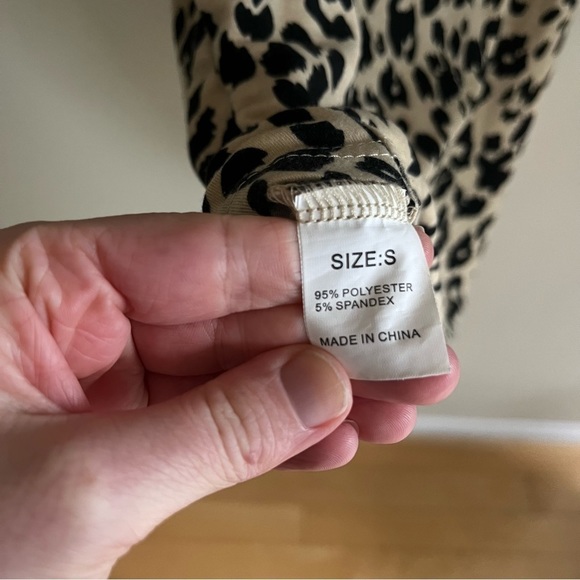 SIZE:S
95% POLYESTER
5% SPANDEX
MADE IN CHINA